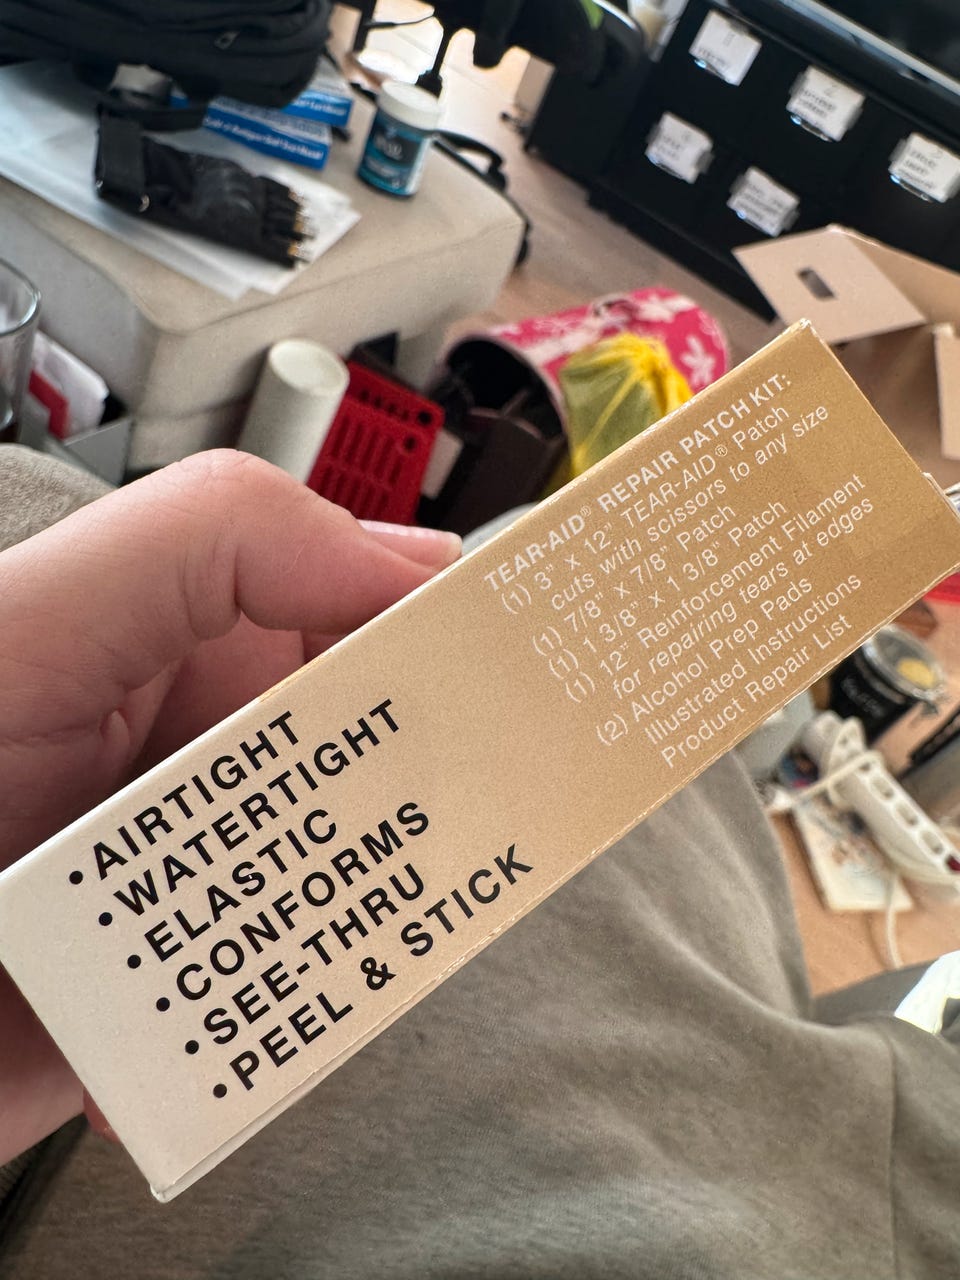 TEAR-AID® REPAIR PATCH KIT:
(1) 3" x 12" TEAR-AID® Patch
cuts with scissors to any size
(1) 7/8" x 7/8" Patch
(1) 1 3/8" x 1 3/8" Patch
(1) 12" Reinforcement Filament
for repairing tears at edges
(2) Alcohol Prep Pads
Illustrated Instructions
Product Repair List
• AIRTIGHT
• WATERTIGHT
• ELASTIC
• CONFORMS
• SEE-THRU
• PEEL & STICK